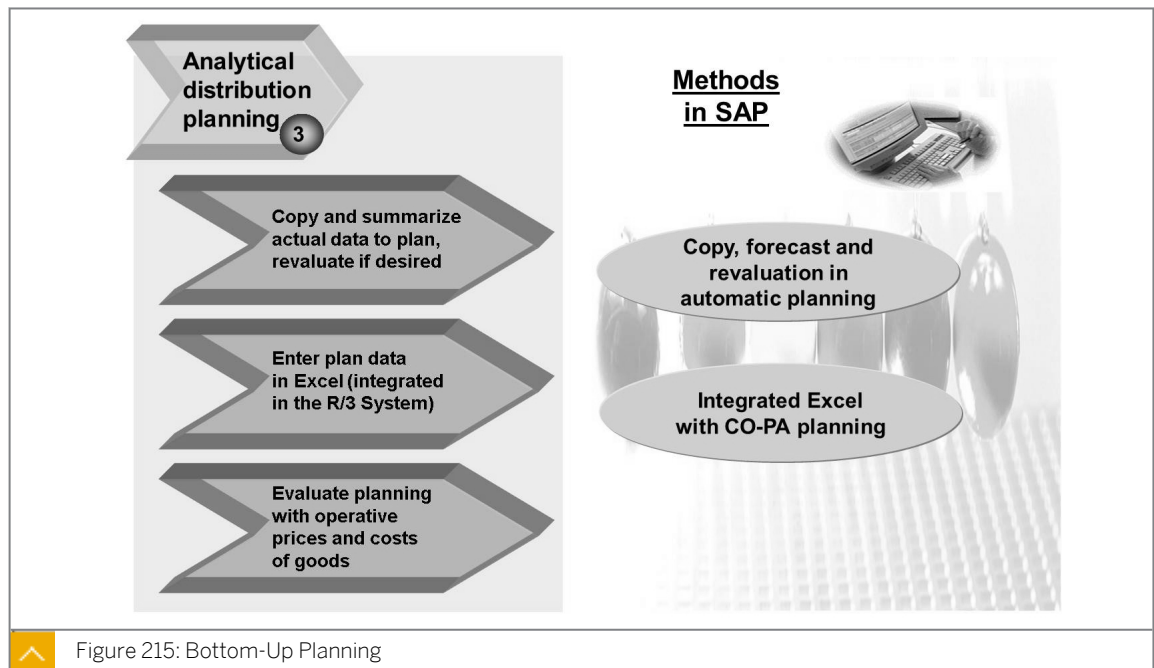 Analytical
distribution
planning
3
Copy and summarize
actual data to plan,
revaluate if desired
Enter plan data
in Excel (integrated
in the R/3 System)
Evaluate planning
with operative
prices and costs
of goods
Methods
in SAP
Copy, forecast and
revaluation in
automatic planning
Integrated Excel
with CO-PA planning
Figure 215: Bottom-Up Planning